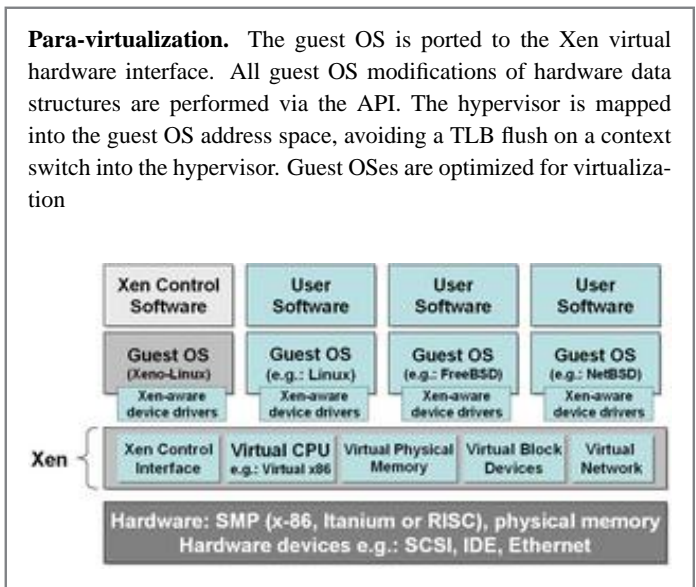 Para-virtualization. The guest OS is ported to the Xen virtual
hardware interface. All guest OS modifications of hardware data
structures are performed via the API. The hypervisor is mapped
into the guest OS address space, avoiding a TLB flush on a context
switch into the hypervisor. Guest OSes are optimized for virtualiza-
tion
Xen Control
Software
User
Software
User
Software
User
Software
Guest OS
(Xeno-Linux)
Guest OS
(e.g.: Linux)
Guest OS
(e.g.: FreeBSD)
Guest OS
(e.g.: NetBSD)
Xen-aware
device drivers
Xen-aware
device drivers
Xen-aware
device drivers
Xen-aware
device drivers
Xen
Xen Control
Interface
Virtual CPU
e.g.: Virtual x86
Virtual Physical
Memory
Virtual Block
Devices
Virtual
Network
Hardware: SMP (x-86, Itanium or RISC), physical memory
Hardware devices e.g.: SCSI, IDE, Ethernet